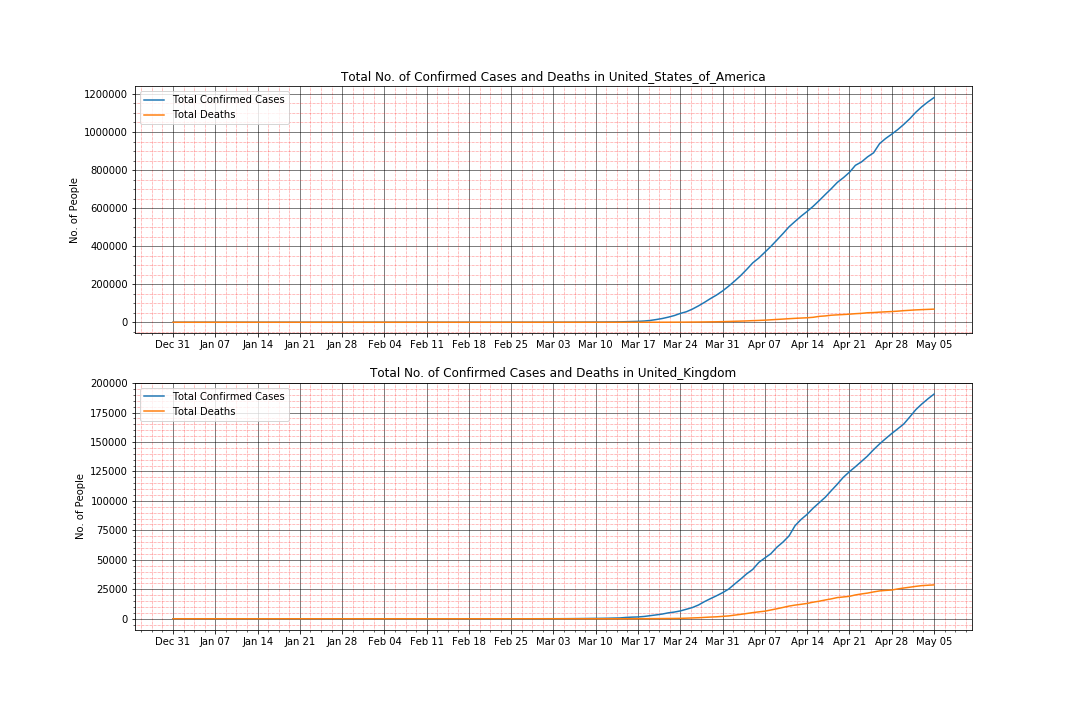 Total No. of Confirmed Cases and Deaths in United_States_of_America
Total Confirmed Cases
Total Deaths
No. of People
1200000
1000000
800000
600000
400000
200000
0
Dec 31 Jan 07 Jan 14 Jan 21 Jan 28 Feb 04 Feb 11 Feb 18 Feb 25 Mar 03 Mar 10 Mar 17 Mar 24 Mar 31 Apr 07 Apr 14 Apr 21 Apr 28 May 05
Total No. of Confirmed Cases and Deaths in United_Kingdom
Total Confirmed Cases
Total Deaths
No. of People
200000
175000
150000
125000
100000
75000
50000
25000
0
Dec 31 Jan 07 Jan 14 Jan 21 Jan 28 Feb 04 Feb 11 Feb 18 Feb 25 Mar 03 Mar 10 Mar 17 Mar 24 Mar 31 Apr 07 Apr 14 Apr 21 Apr 28 May 05